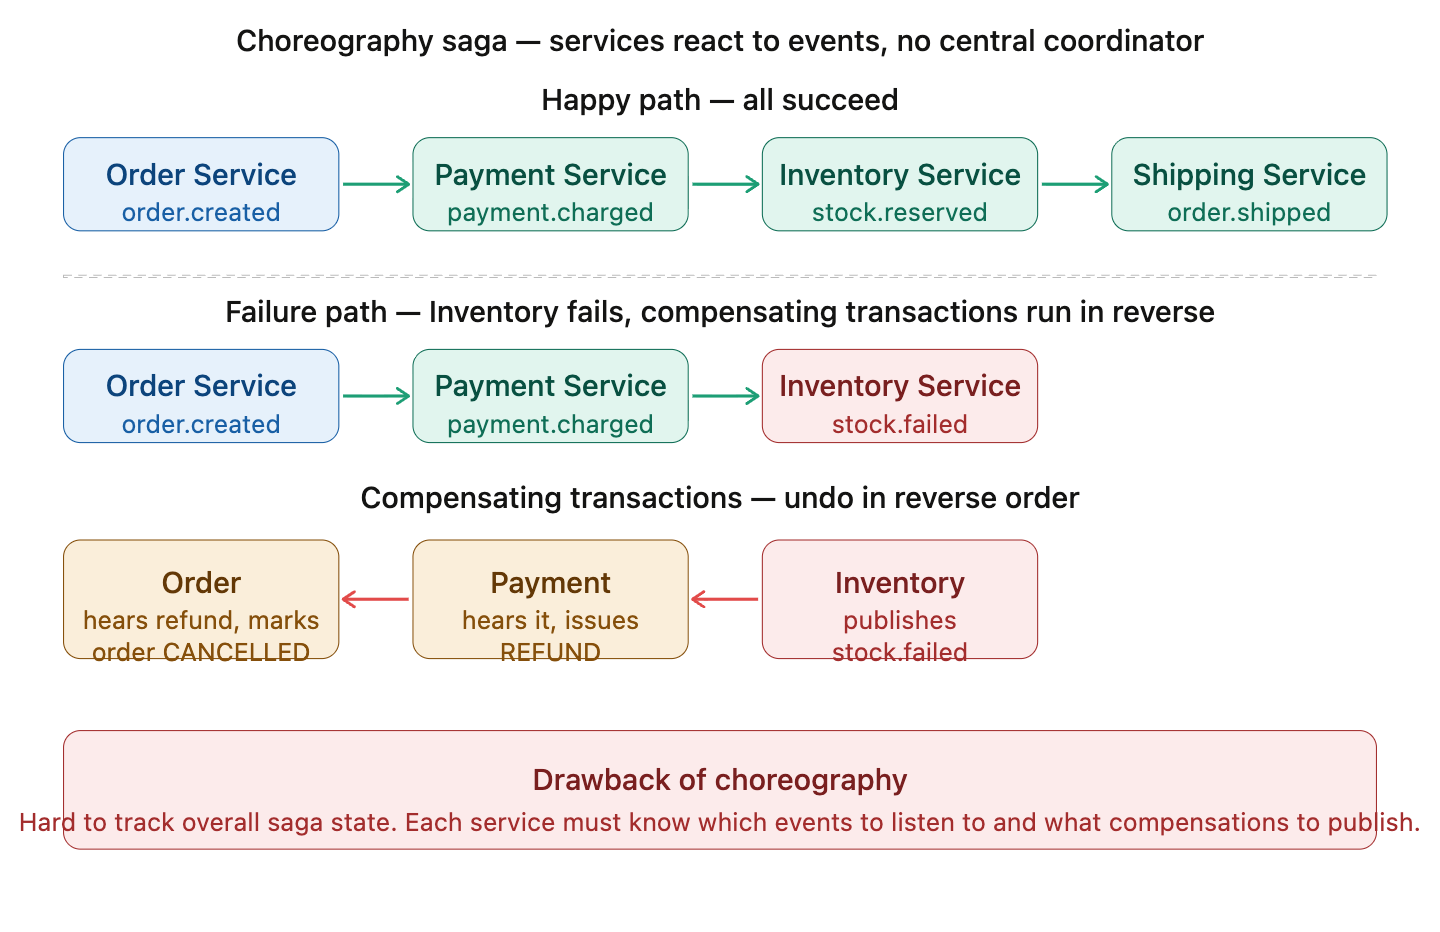 Choreography saga — services react to events, no central coordinator
Happy path — all succeed
Order Service
order.created
Payment Service
payment.charged
Inventory Service
stock.reserved
Shipping Service
order.shipped
Failure path — Inventory fails, compensating transactions run in reverse
Order Service
order.created
Payment Service
payment.charged
Inventory Service
stock.failed
Compensating transactions — undo in reverse order
Order
hears refund, marks
order CANCELLED
Payment
hears it, issues
REFUND
Inventory
publishes
stock.failed
Drawback of choreography
Hard to track overall saga state. Each service must know which events to listen to and what compensations to publish.